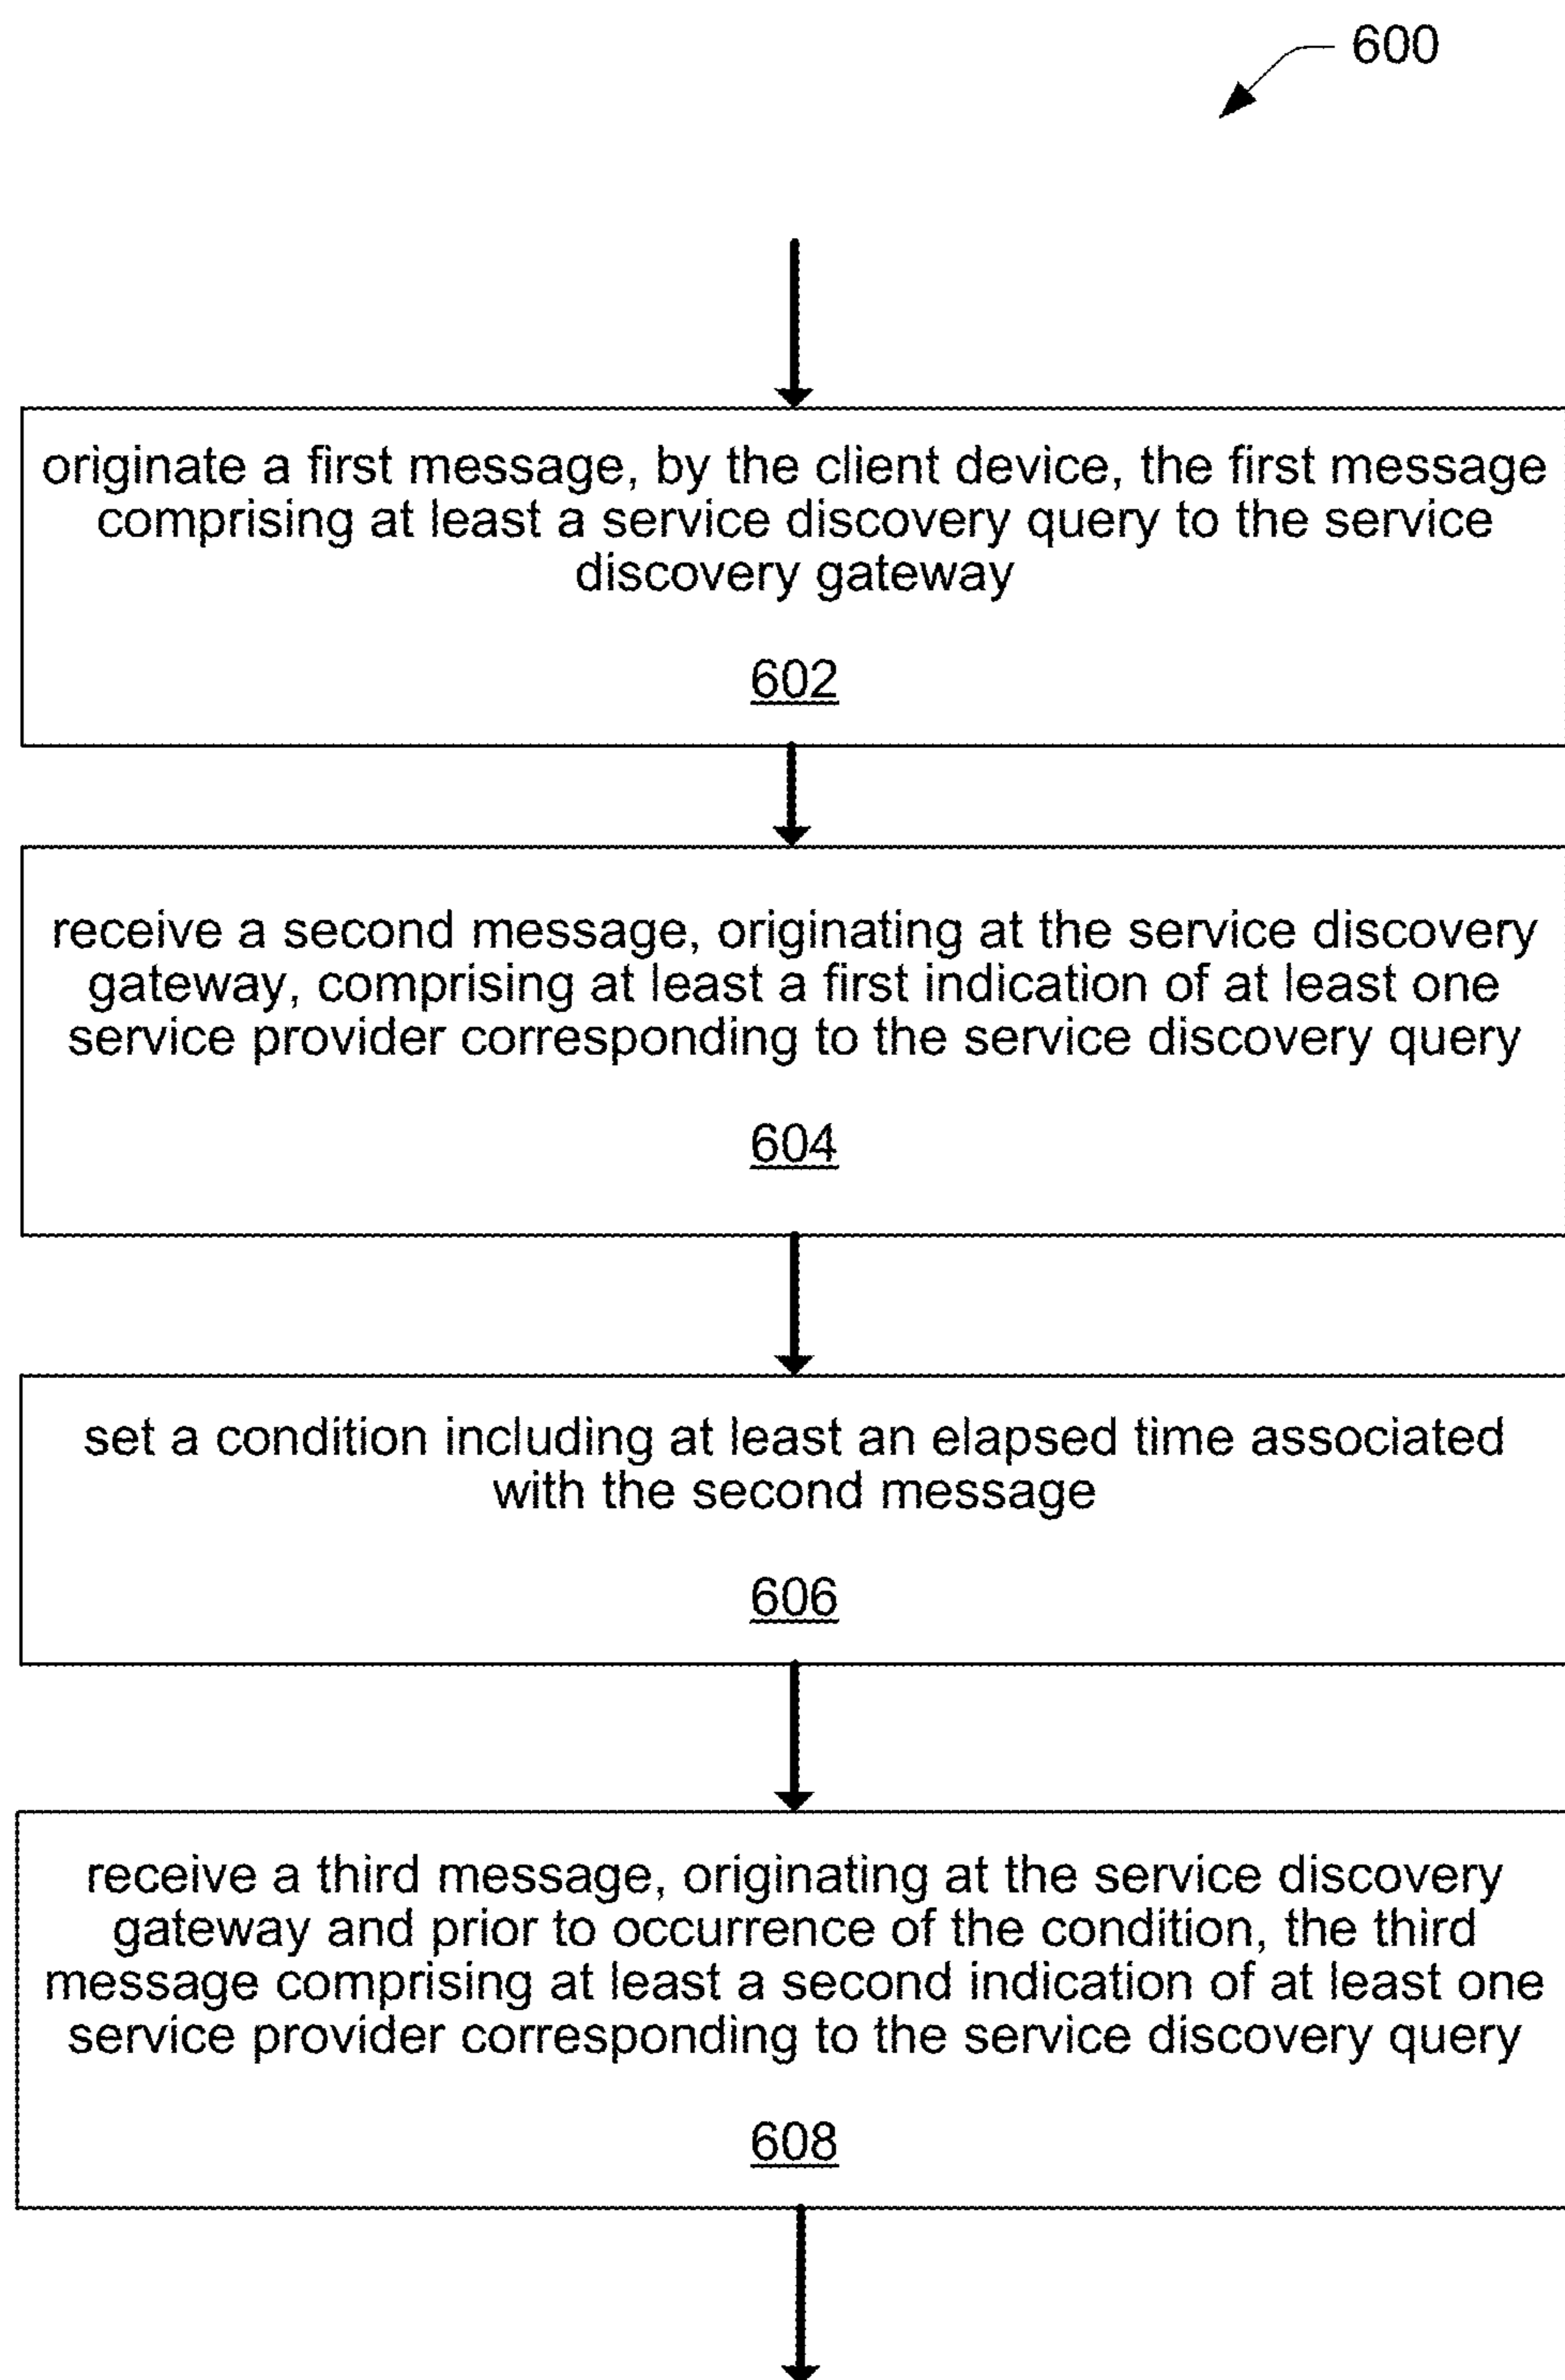 600
originate a first message, by the client device, the first message
comprising at least a service discovery query to the service
discovery gateway
602
receive a second message, originating at the service discovery
gateway, comprising at least a first indication of at least one
service provider corresponding to the service discovery query
604
set a condition including at least an elapsed time associated
with the second message
606
receive a third message, originating at the service discovery
gateway and prior to occurrence of the condition, the third
message comprising at least a second indication of at least one
service provider corresponding to the service discovery query
608